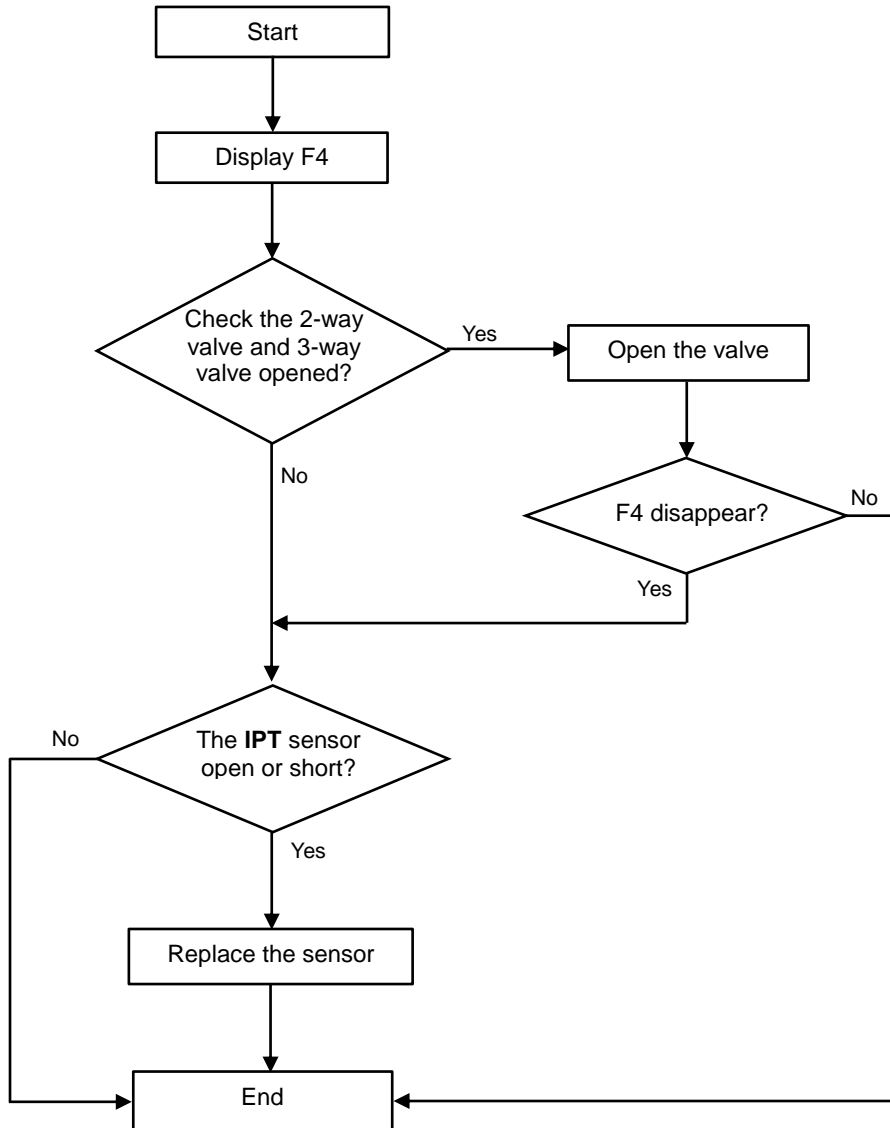 Start
Display F4
Check the 2-way
valve and 3-way
valve opened?
Yes
Open the valve
No
F4 disappear?
No
Yes
No
The IPT sensor
open or short?
Yes
Replace the sensor
End